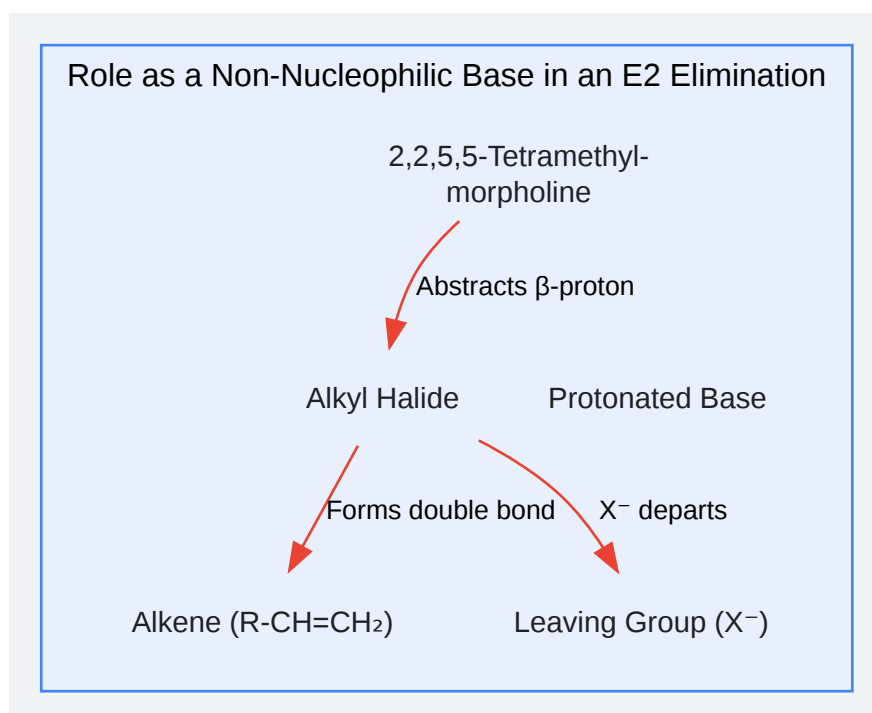 Role as a Non-Nucleophilic Base in an E2 Elimination
2,2,5,5-Tetramethyl-
morpholine
Abstracts β-proton
Alkyl Halide
Protonated Base
Forms double bond
X⁻ departs
Alkene (R-CH=CH₂)
Leaving Group (X⁻)